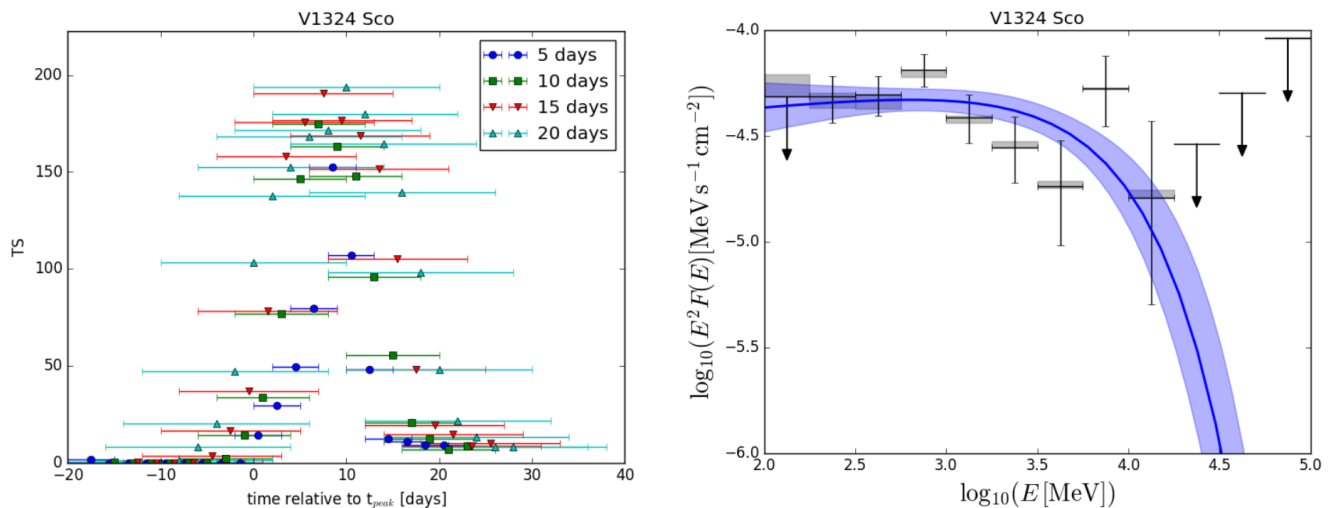 V1324 Sco
200
150
100
50
0
TS
−20
−10
0
10
20
30
40
time relative to t_peak [days]
5 days
10 days
15 days
20 days
V1324 Sco
−4.0
−4.5
−5.0
−5.5
−6.0
log₁₀(E² F(E) [MeV s⁻¹ cm⁻²])
2.0
2.5
3.0
3.5
4.0
4.5
5.0
log₁₀(E [MeV])